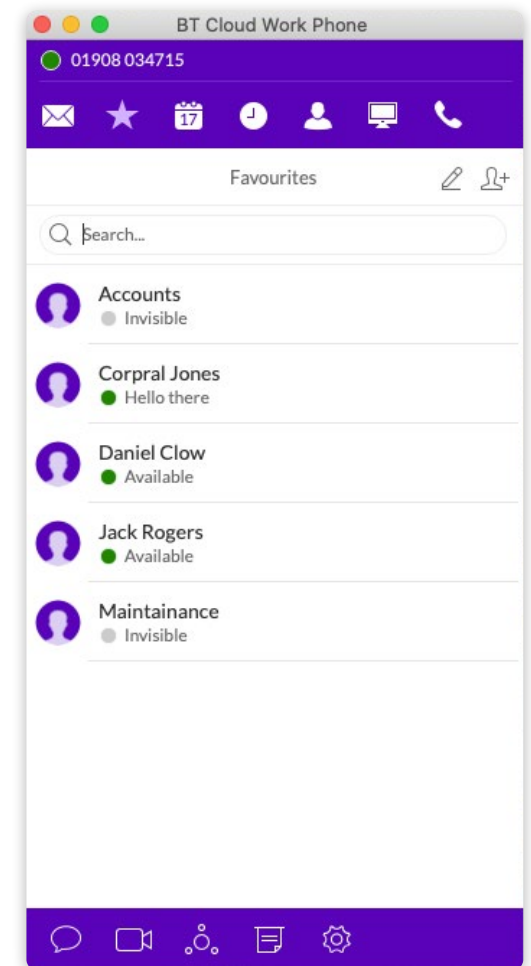 BT Cloud Work Phone
01908 034715
17
Favourites
Search...
Accounts
Invisible
Corpral Jones
Hello there
Daniel Clow
Available
Jack Rogers
Available
Maintainance
Invisible